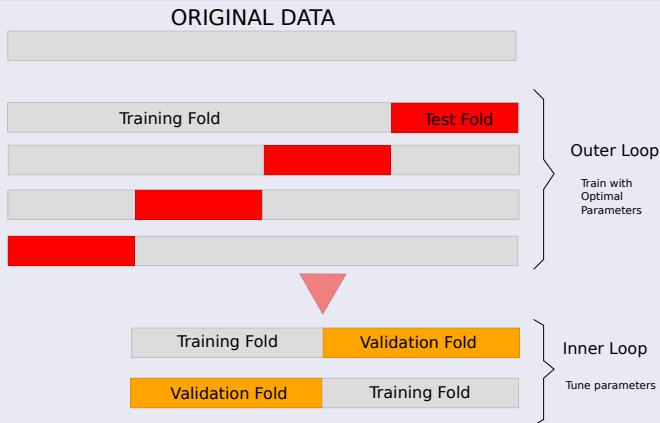 ORIGINAL DATA
Training Fold
Test Fold
Outer Loop
Train with
Optimal
Parameters
Training Fold
Validation Fold
Inner Loop
Tune parameters
Validation Fold
Training Fold